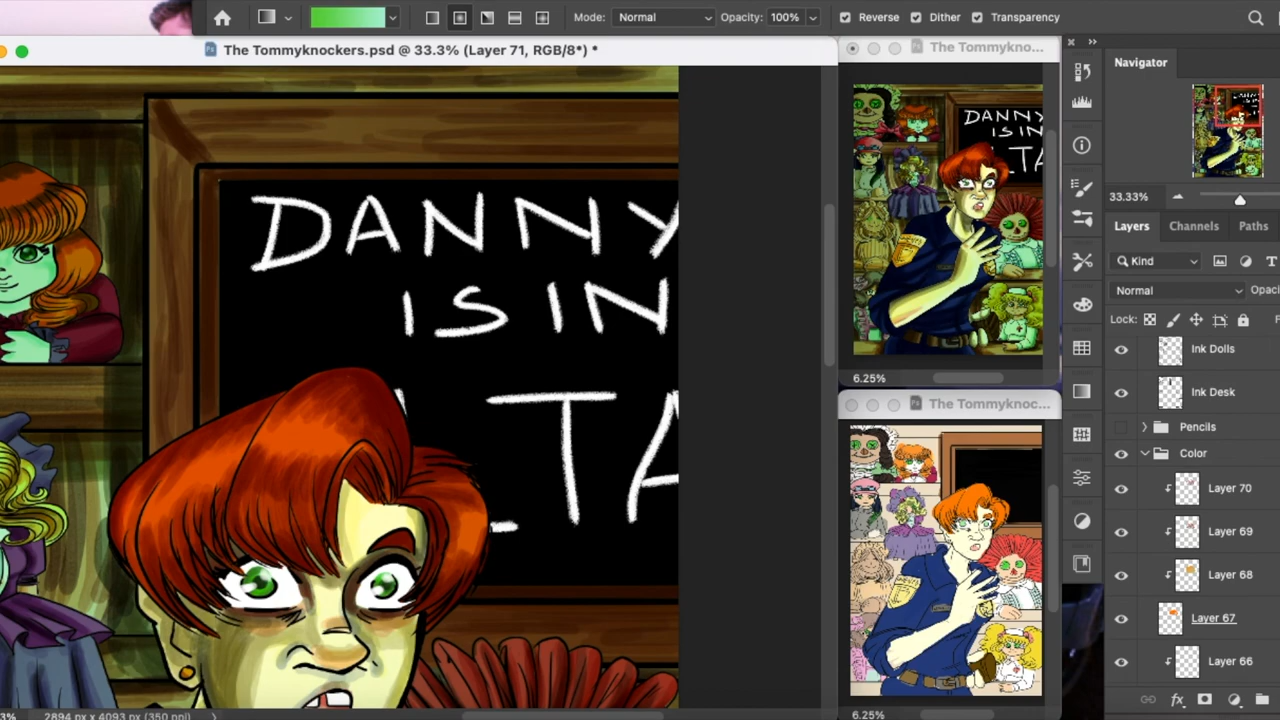 Mode: Normal Opacity: 100% Reverse Dither Transparency
The Tommyknockers.psd @ 33.3% (Layer 71, RGB/8*) *
DANNY
IS IN
TA
3% 2894 px x 4093 px (350 ppi)
The Tommykno...
DANNY
IS IN
TA
6.25%
The Tommyknoc...
6.25%
Navigator
33.33%
Layers Channels Paths
Kind
Normal Opaci
Lock:
Ink Dolls
Ink Desk
Pencils
Color
Layer 70
Layer 69
Layer 68
Layer 67
Layer 66
fx